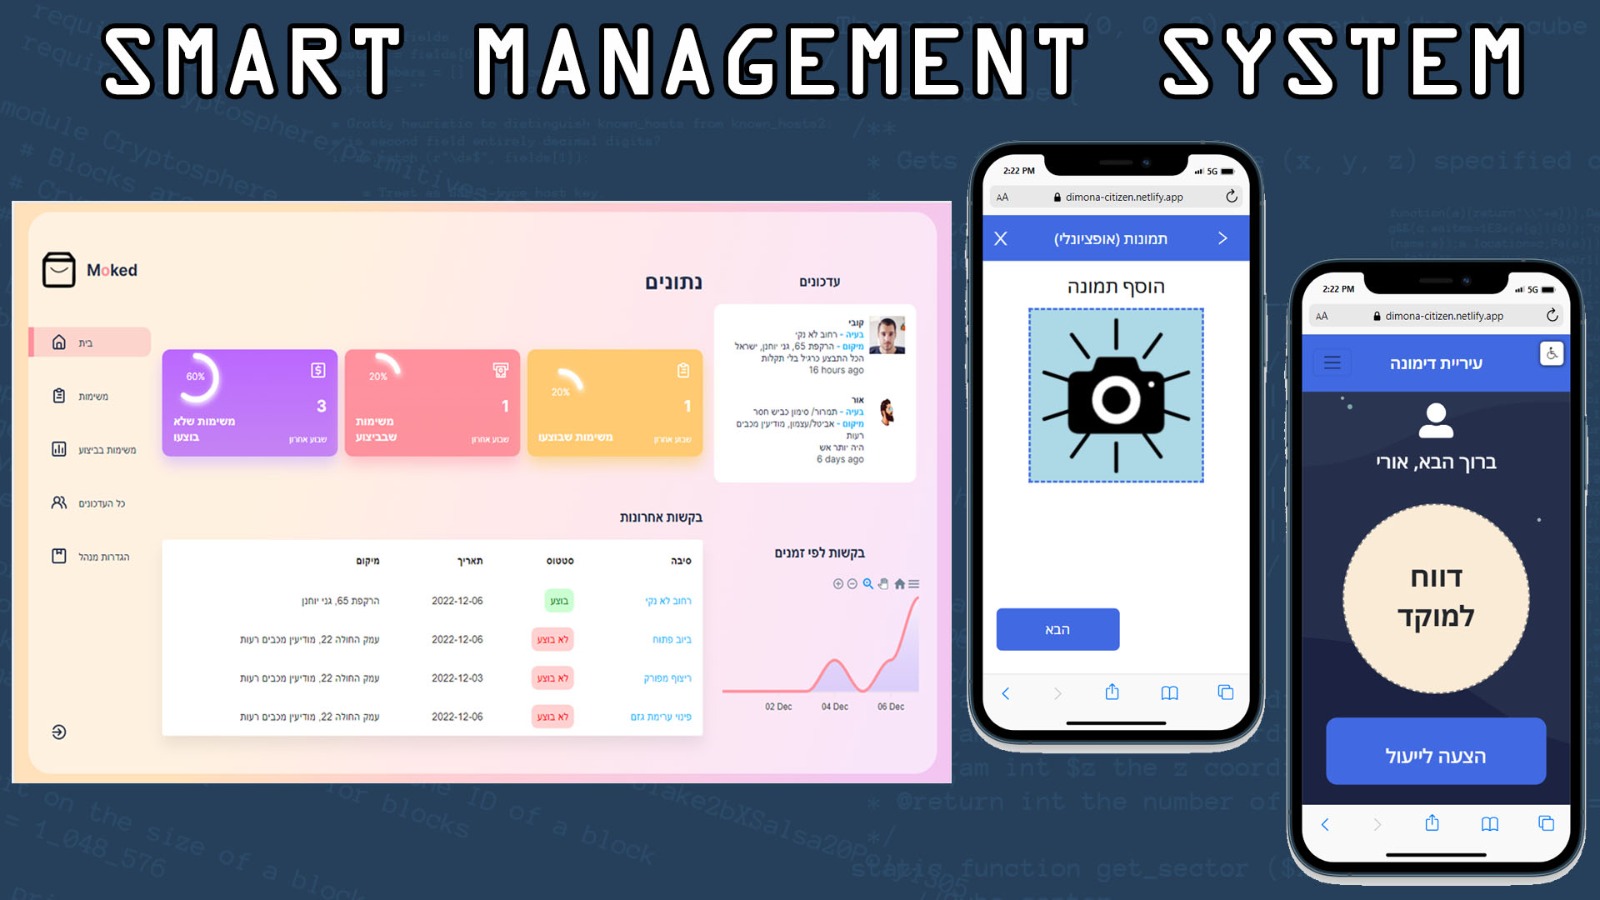 SMART MANAGEMENT SYSTEM
Moked
בית
משימות
משימות בביצוע
כל העדכונים
הגדרות מנהל
נתונים
60%
3
משימות שלא
בוצעו
שבוע אחרון
20%
1
משימות
שבביצוע
שבוע אחרון
20%
1
משימות שבוצעו
שבוע אחרון
עדכונים
קובי
בעיה - רחוב לא נקי
מיקום - הרקפת 65, גני יוחנן, ישראל
הכל התבצע כרגיל בלי תקלות
16 hours ago
אור
בעיה - תמרור/ סימון כביש חסר
מיקום - אביטל/עצמון, מודיעין מכבים
רעות
היה יותר אש
6 days ago
בקשות אחרונות
סיבה סטטוס תאריך מיקום
רחוב לא נקי בוצע 2022-12-06 הרקפת 65, גני יוחנן
ביוב פתוח לא בוצע 2022-12-06 עמק החולה 22, מודיעין מכבים רעות
ריצוף מפורק לא בוצע 2022-12-03 עמק החולה 22, מודיעין מכבים רעות
פינוי ערימת גזם לא בוצע 2022-12-06 עמק החולה 22, מודיעין מכבים רעות
בקשות לפי זמנים
02 Dec 04 Dec 06 Dec
2:22 PM 5G
AA dimona-citizen.netlify.app
תמונות (אופציונלי)
הוסף תמונה
הבא
2:22 PM 5G
AA dimona-citizen.netlify.app
עיריית דימונה
ברוך הבא, אורי
דווח
למוקד
הצעה לייעול